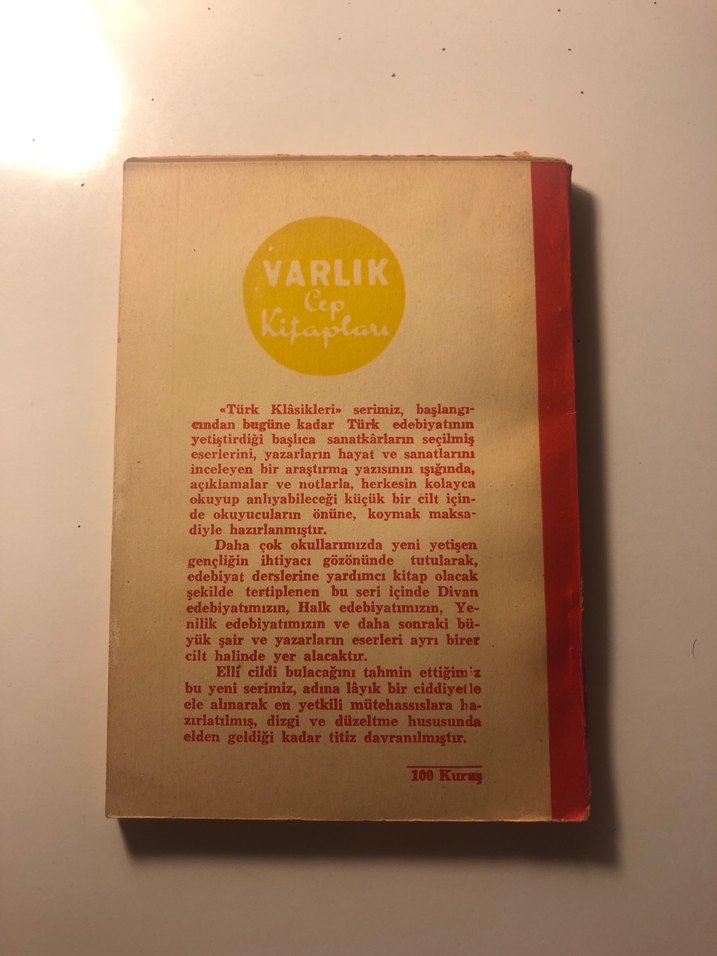 VARLIK
Cep
Kitapları
«Türk Klâsikleri» serimiz, başlangı-
cından bugüne kadar Türk edebiyatının
yetiştirdiği başlıca sanatkârların seçilmiş
eserlerini, yazarların hayat ve sanatlarını
inceleyen bir araştırma yazısının ışığında,
açıklamalar ve notlarla, herkesin kolayca
okuyup anlıyabileceği küçük bir cilt için-
de okuyucuların önüne, koymak maksa-
diyle hazırlanmıştır.
Daha çok okullarımızda yeni yetişen
gençliğin ihtiyacı gözönünde tutularak,
edebiyat derslerine yardımcı kitap olacak
şekilde tertiplenen bu seri içinde Divan
edebiyatımızın, Halk edebiyatımızın, Ye-
nilik edebiyatımızın ve daha sonraki bü-
yük şair ve yazarların eserleri ayrı birer
cilt halinde yer alacaktır.
Elli cildi bulacağını tahmin ettiğimiz
bu yeni serimiz, adına lâyık bir ciddiyetle
ele alınarak en yetkili mütehassıslara ha-
zırlatılmış, dizgi ve düzeltme hususunda
elden geldiği kadar titiz davranılmıştır.
100 Kuruş